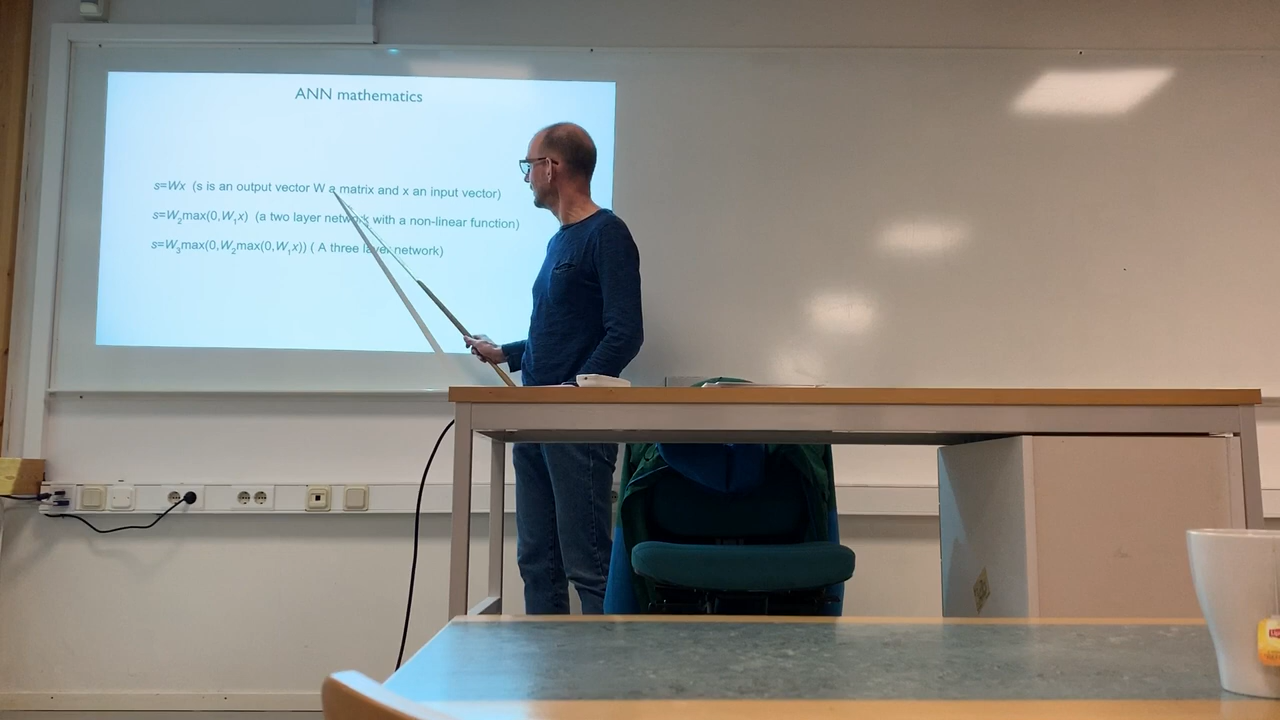 ANN mathematics
s=Wx (s is an output vector W a matrix and x an input vector)
s=W₂max(0,W₁x) (a two layer network with a non-linear function)
s=W₃max(0,W₂max(0,W₁x)) ( A three layer network)